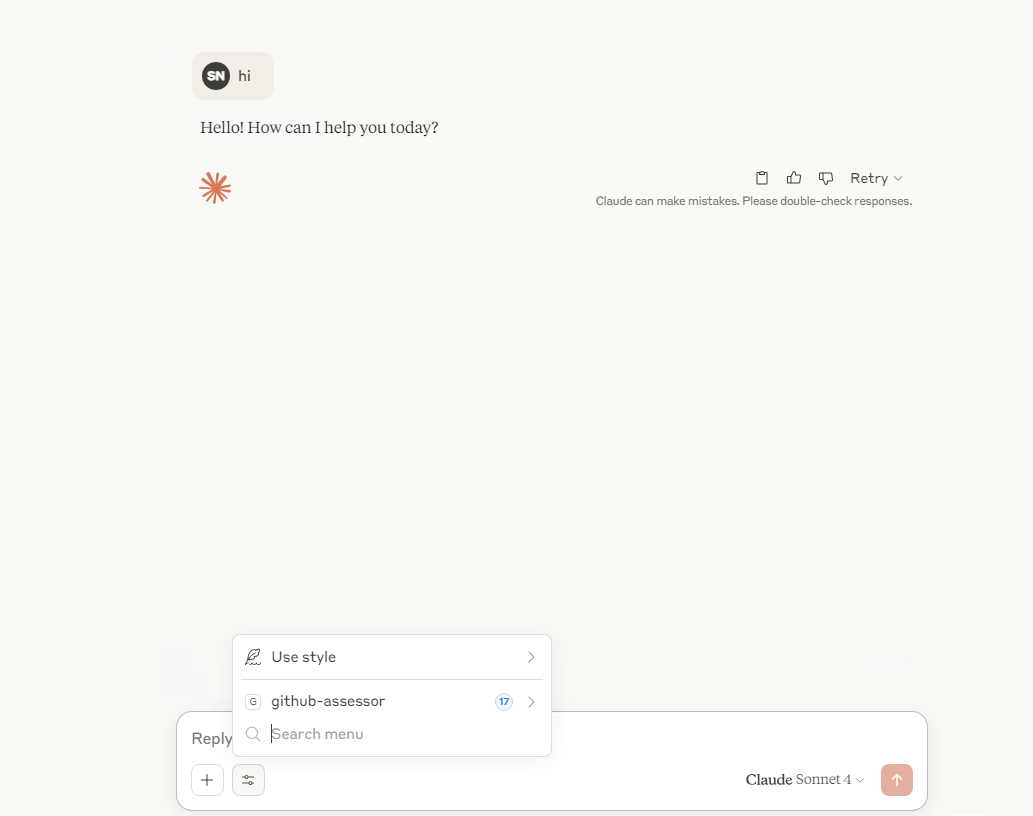 SN hi
Hello! How can I help you today?
Retry
Claude can make mistakes. Please double-check responses.
Use style
G github-assessor 17
Search menu
Reply
Claude Sonnet 4